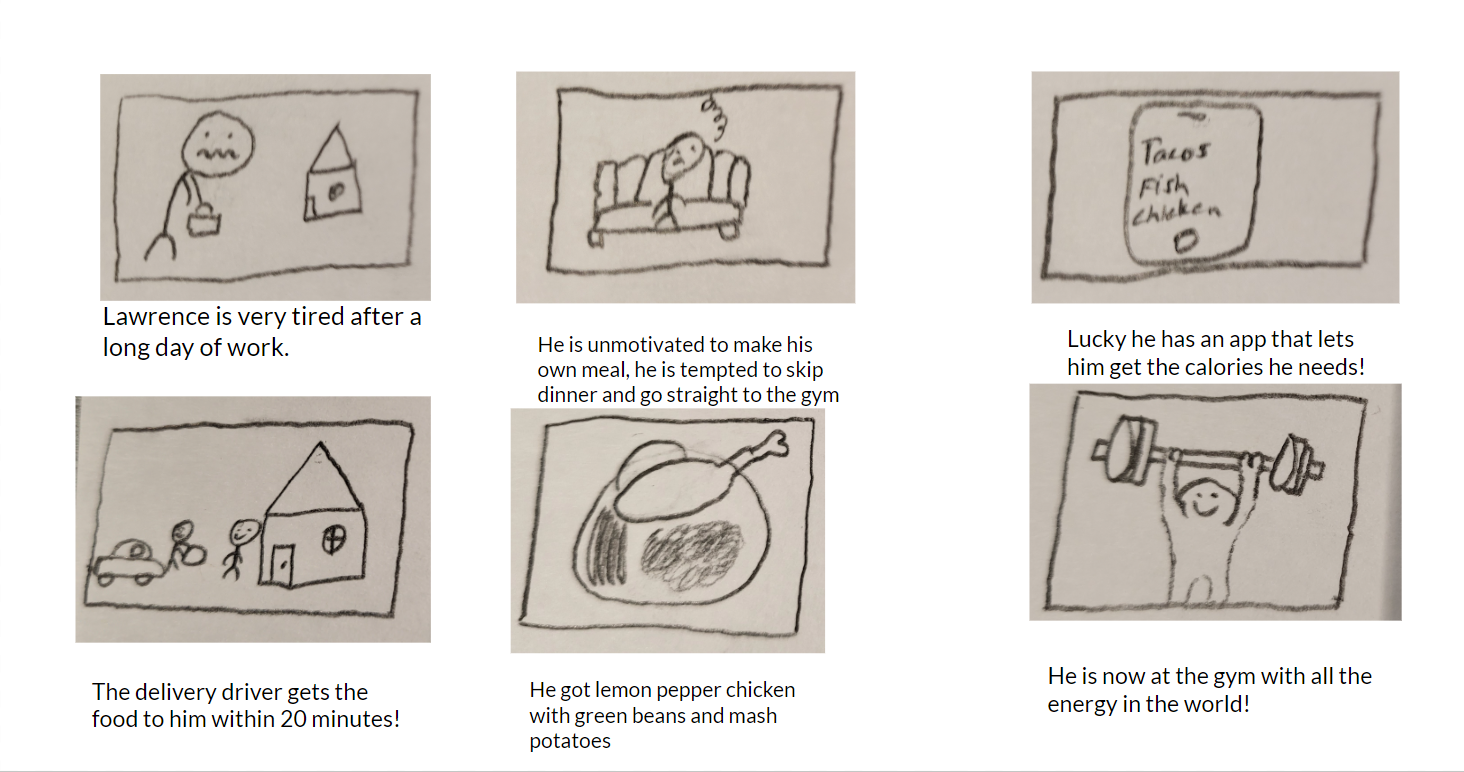 Lawrence is very tired after a
long day of work.
He is unmotivated to make his
own meal, he is tempted to skip
dinner and go straight to the gym
Tacos
Fish
chicken
Lucky he has an app that lets
him get the calories he needs!
The delivery driver gets the
food to him within 20 minutes!
He got lemon pepper chicken
with green beans and mash
potatoes
He is now at the gym with all the
energy in the world!